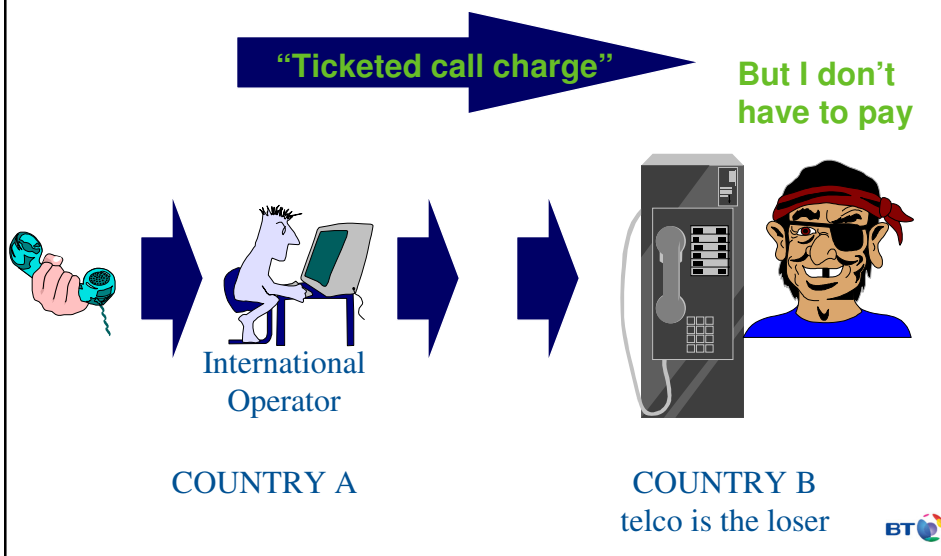 “Ticketed call charge”
But I don’t
have to pay
International
Operator
COUNTRY A
COUNTRY B
telco is the loser
BT